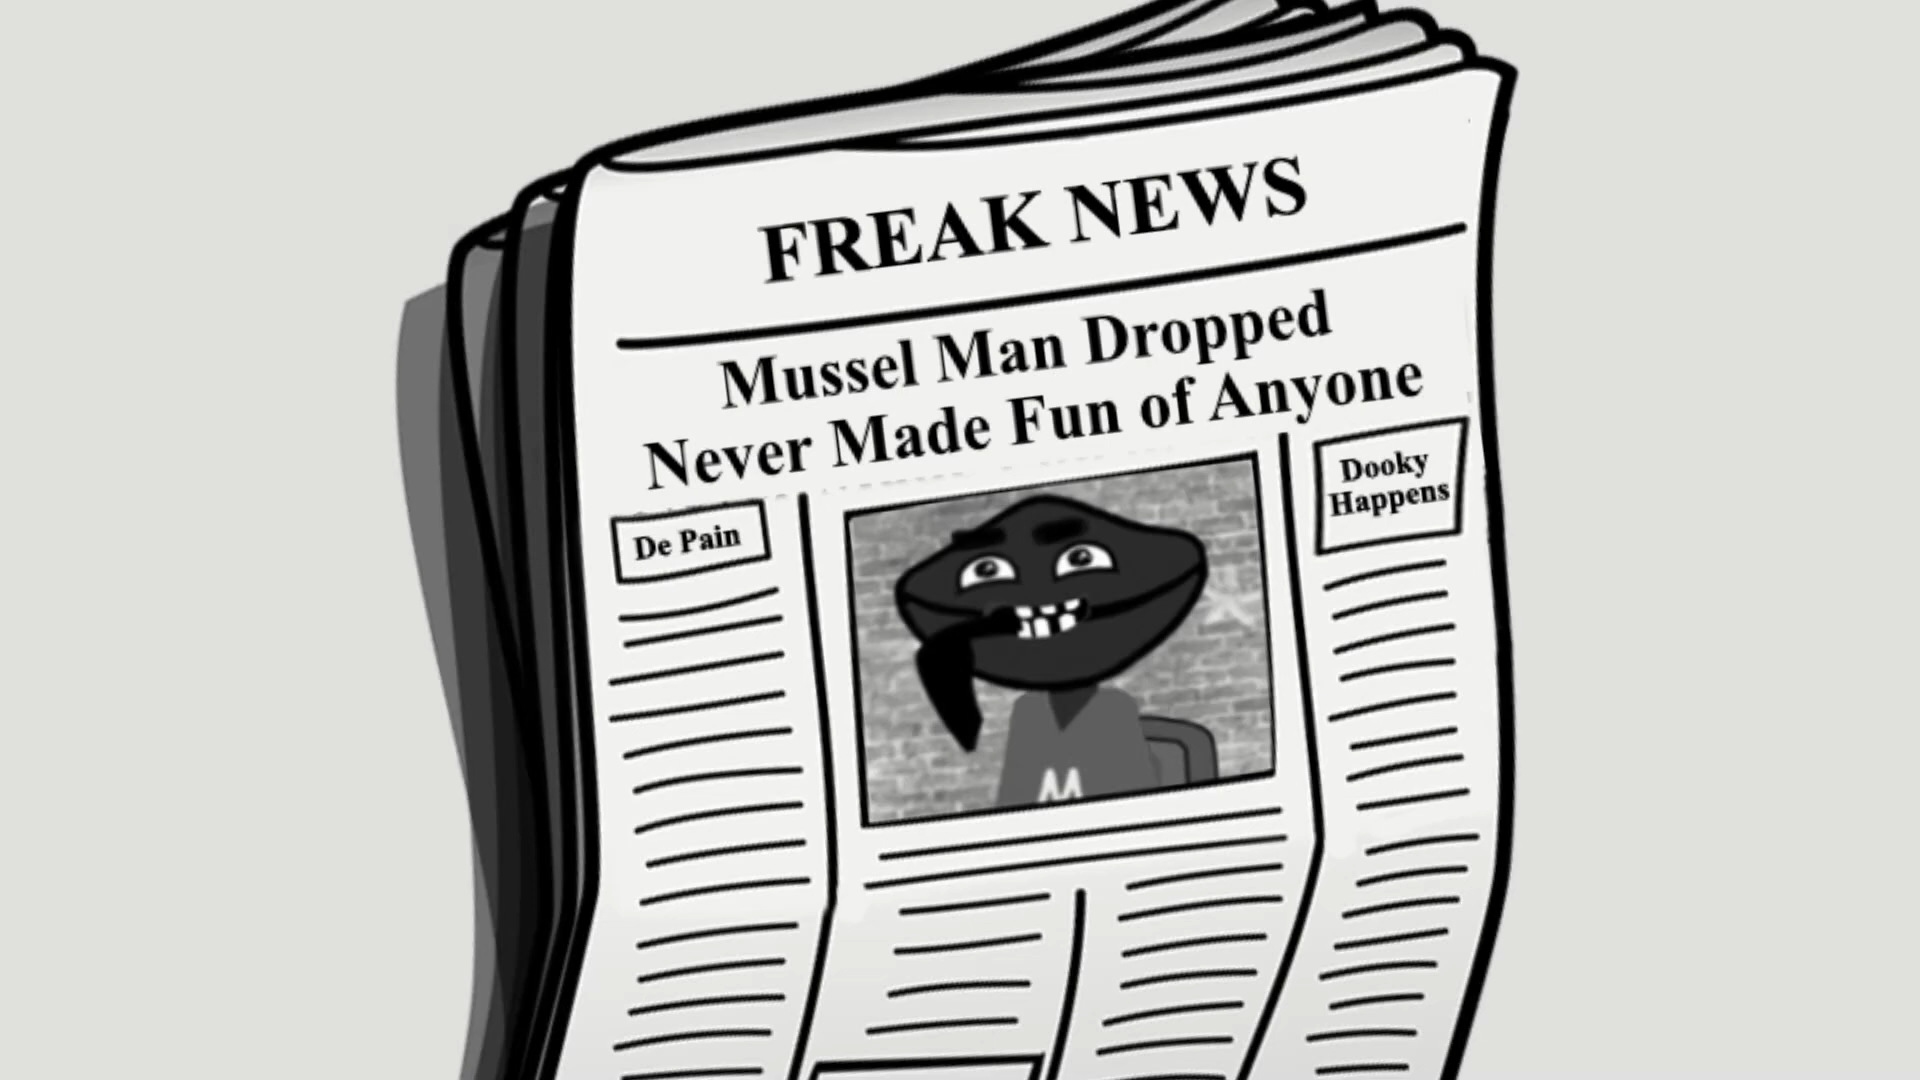 FREAK NEWS
Mussel Man Dropped
Never Made Fun of Anyone
De Pain
Dooky
Happens
M